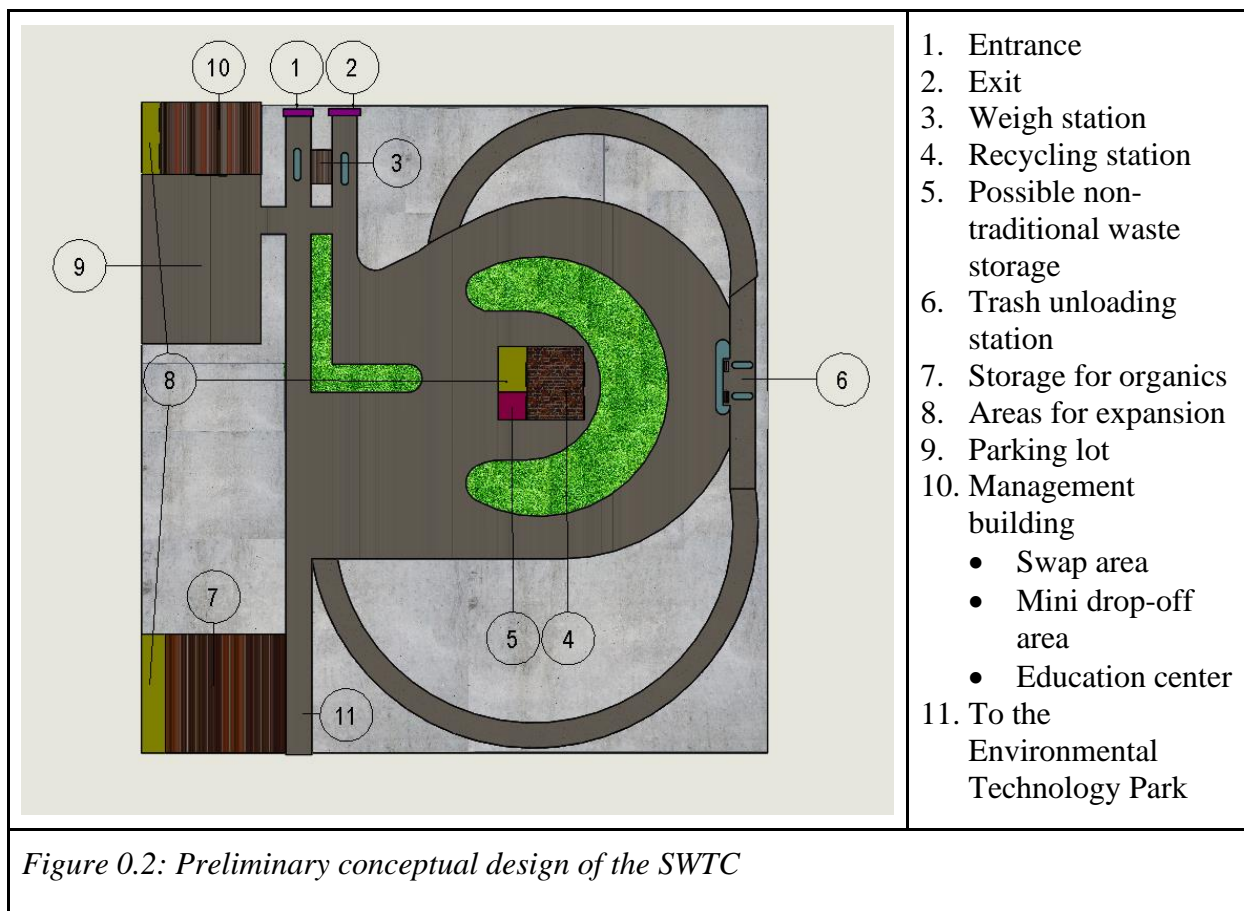 10
1
2
3
9
8
6
7
5
4
11
1. Entrance
2. Exit
3. Weigh station
4. Recycling station
5. Possible non-
traditional waste
storage
6. Trash unloading
station
7. Storage for organics
8. Areas for expansion
9. Parking lot
10. Management
building
• Swap area
• Mini drop-off
area
• Education center
11. To the
Environmental
Technology Park
Figure 0.2: Preliminary conceptual design of the SWTC